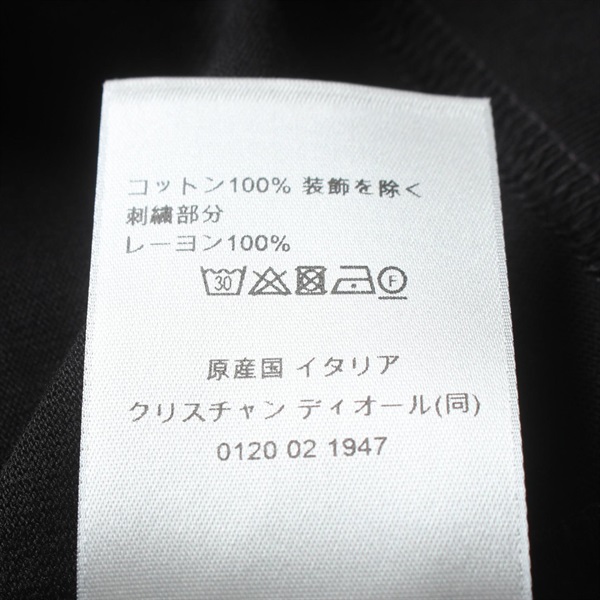 コットン100% 装飾を除く
刺繍部分
レーヨン100%
30 F
原産国 イタリア
クリスチャン ディオール(同)
0120 02 1947